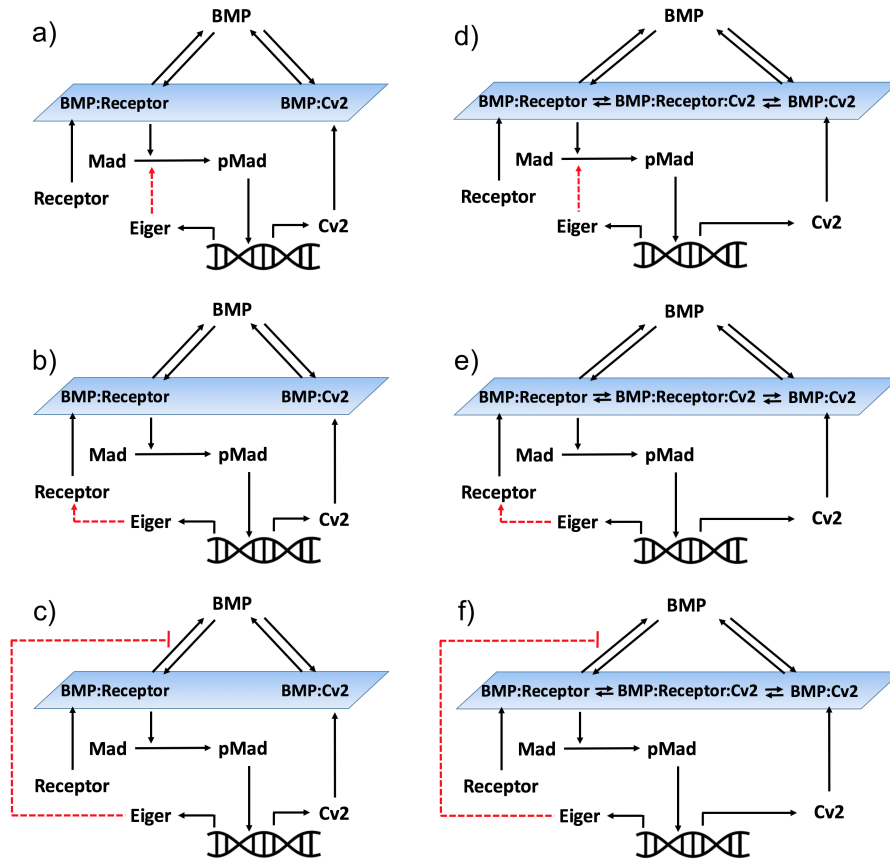 a)
BMP
BMP:Receptor BMP:Cv2
Mad pMad
Receptor
Eiger Cv2
b)
BMP
BMP:Receptor BMP:Cv2
Mad pMad
Receptor
Eiger Cv2
c)
BMP
BMP:Receptor BMP:Cv2
Mad pMad
Receptor
Eiger Cv2
d)
BMP
BMP:Receptor BMP:Receptor:Cv2 BMP:Cv2
Mad pMad
Receptor
Eiger Cv2
e)
BMP
BMP:Receptor BMP:Receptor:Cv2 BMP:Cv2
Mad pMad
Receptor
Eiger Cv2
f)
BMP
BMP:Receptor BMP:Receptor:Cv2 BMP:Cv2
Mad pMad
Receptor
Eiger Cv2